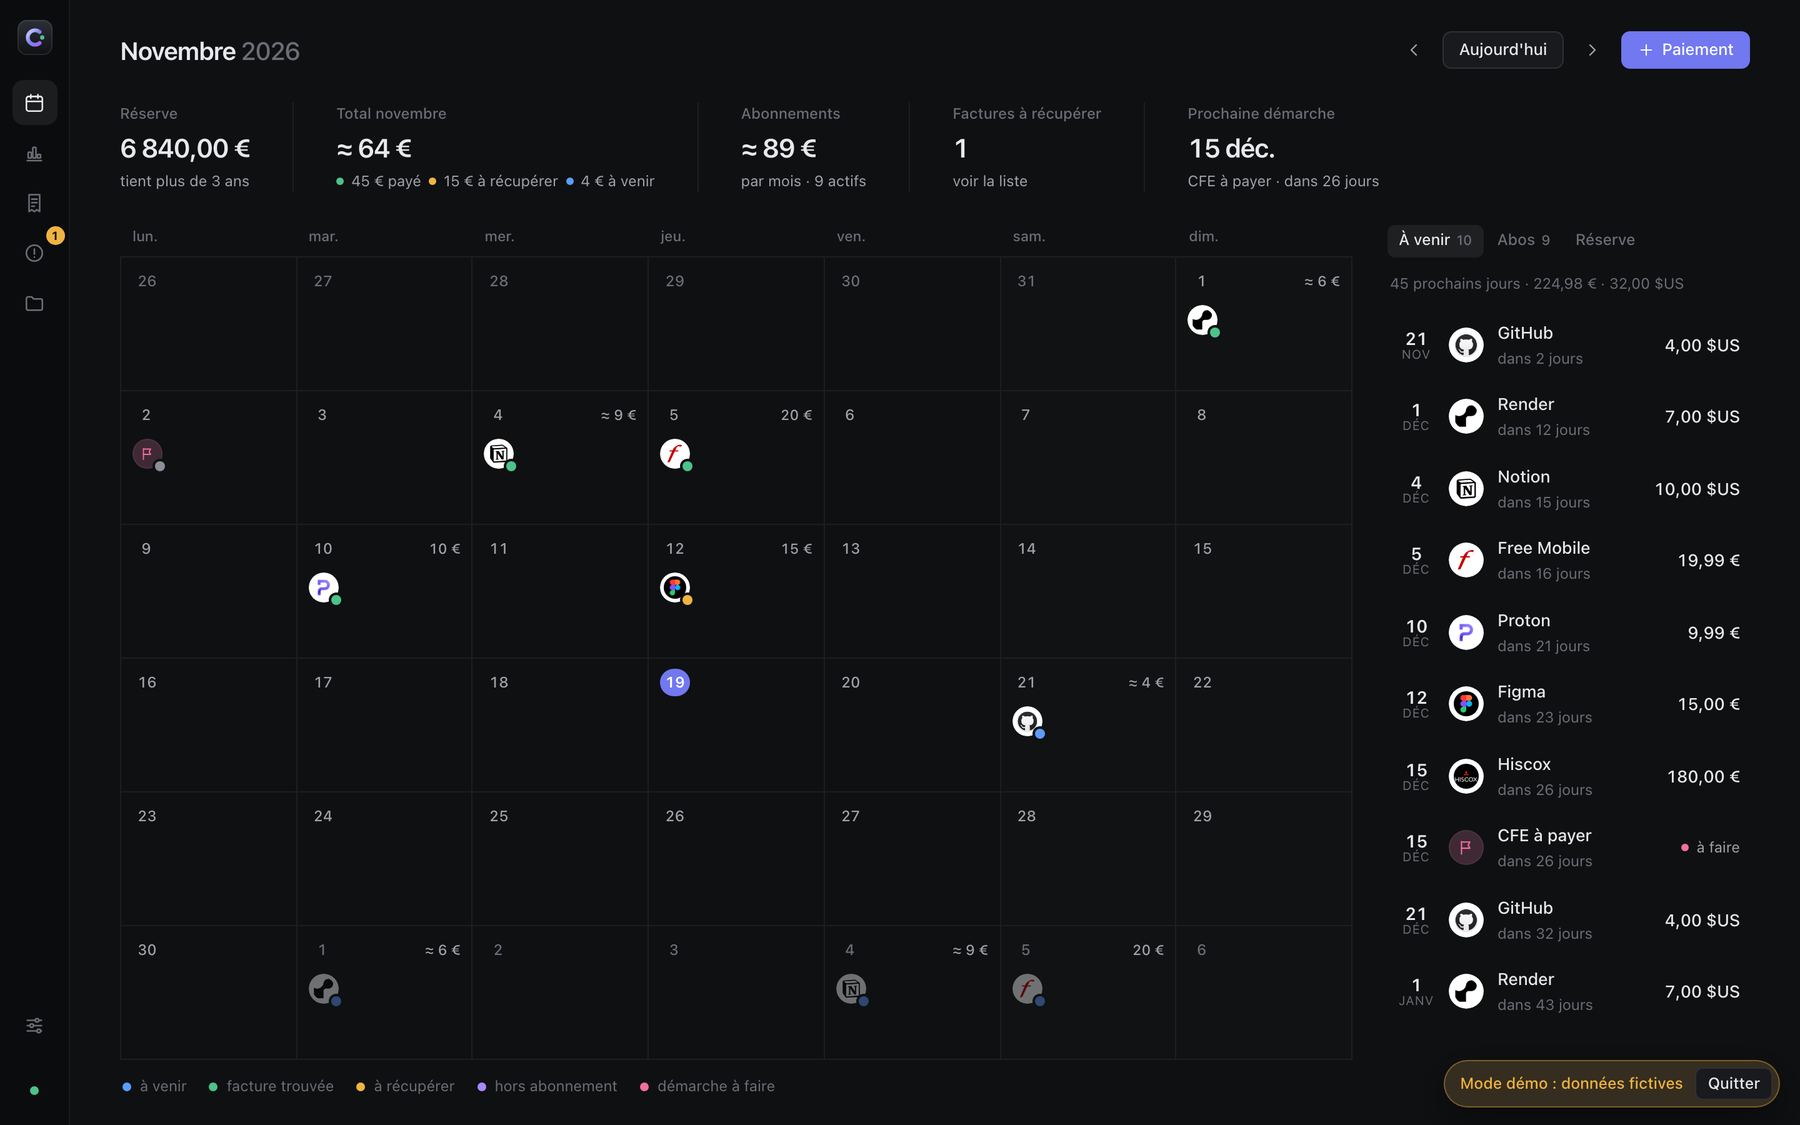 Novembre 2026
Aujourd'hui
+ Paiement
Réserve
6 840,00 €
tient plus de 3 ans
Total novembre
≈ 64 €
45 € payé 15 € à récupérer 4 € à venir
Abonnements
≈ 89 €
par mois · 9 actifs
Factures à récupérer
1
voir la liste
Prochaine démarche
15 déc.
CFE à payer · dans 26 jours
1
lun. mar. mer. jeu. ven. sam. dim.
26 27 28 29 30 31 1 ≈ 6 €
2 3 4 ≈ 9 € 5 20 € 6 7 8
N
9 10 10 € 11 12 15 € 13 14 15
16 17 18 19 20 21 ≈ 4 € 22
23 24 25 26 27 28 29
30 1 ≈ 6 € 2 3 4 ≈ 9 € 5 20 € 6
N
à venir facture trouvée à récupérer hors abonnement démarche à faire
À venir 10 Abos 9 Réserve
45 prochains jours · 224,98 € · 32,00 $US
21 NOV
GitHub
dans 2 jours
4,00 $US
1 DÉC
Render
dans 12 jours
7,00 $US
4 DÉC
N
Notion
dans 15 jours
10,00 $US
5 DÉC
Free Mobile
dans 16 jours
19,99 €
10 DÉC
Proton
dans 21 jours
9,99 €
12 DÉC
Figma
dans 23 jours
15,00 €
15 DÉC
HISCOX
Hiscox
dans 26 jours
180,00 €
15 DÉC
CFE à payer
dans 26 jours
à faire
21 DÉC
GitHub
dans 32 jours
4,00 $US
1 JANV
Render
dans 43 jours
7,00 $US
Mode démo : données fictives Quitter